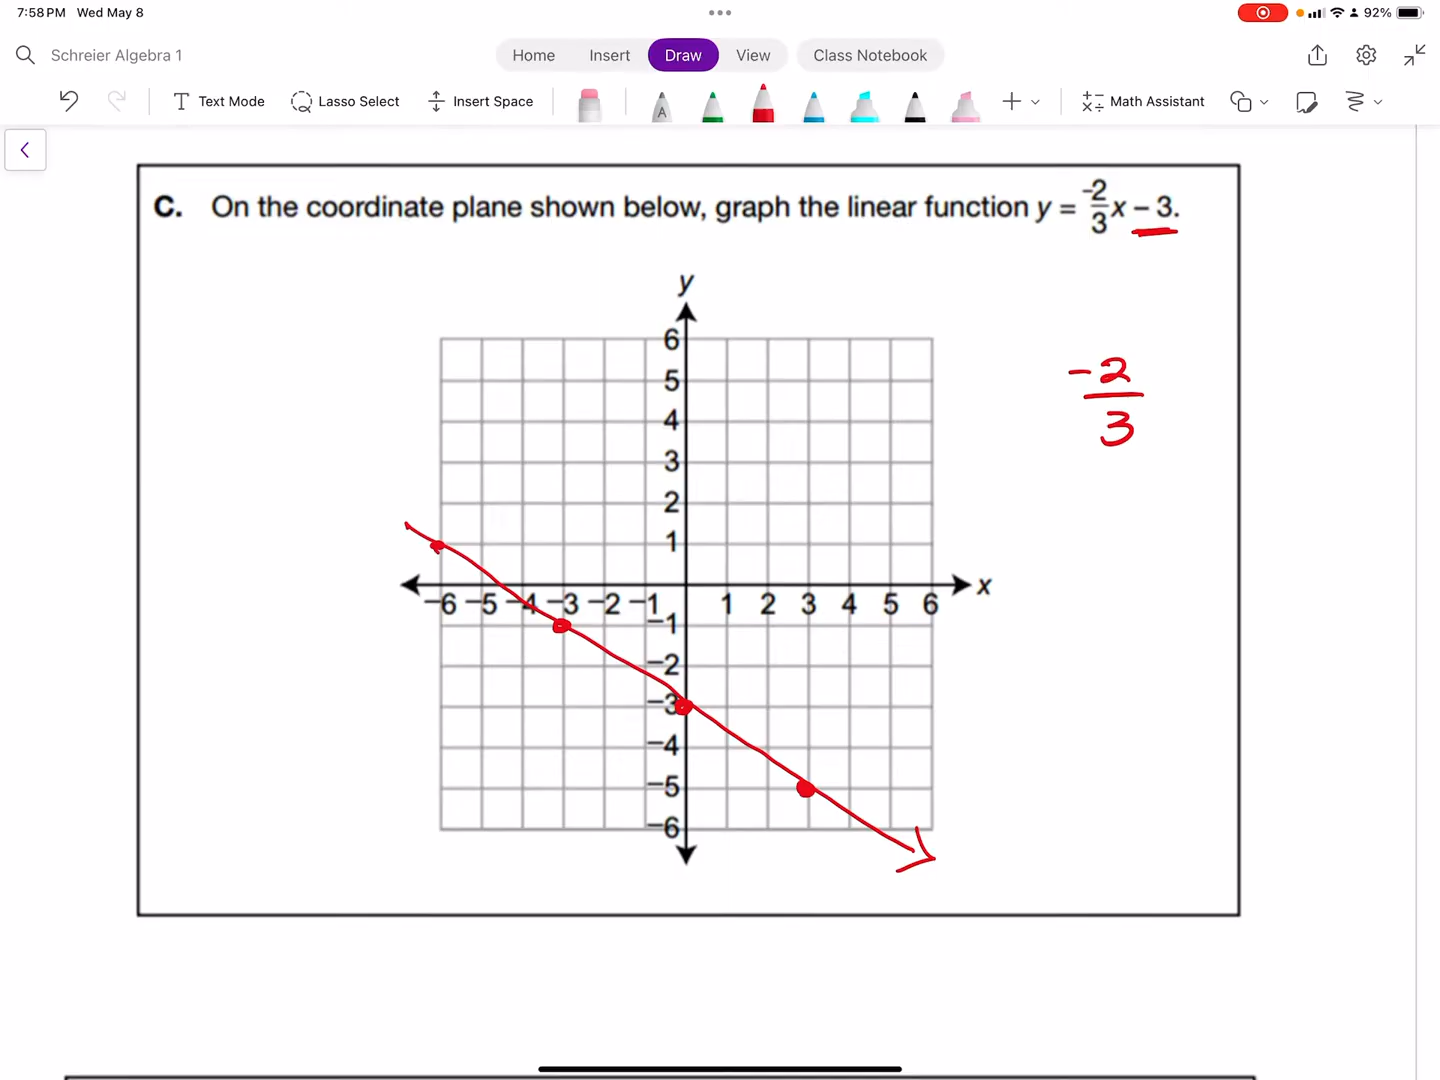 7:58 PM Wed May 8
92%
Schreier Algebra 1
Home Insert Draw View Class Notebook
Text Mode Lasso Select Insert Space A Math Assistant
C. On the coordinate plane shown below, graph the linear function y = -2/3 x – 3.
y
6
5
4
3
2
1
–6 –5 –4 –3 –2 –1 1 2 3 4 5 6 x
–1
–2
–3
–4
–5
–6
-2
3